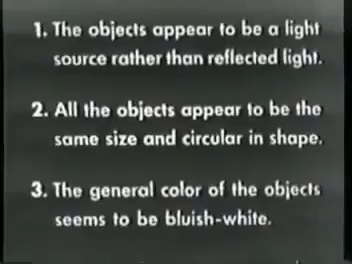 1. The objects appear to be a light
source rather than reflected light.
2. All the objects appear to be the
same size and circular in shape.
3. The general color of the objects
seems to be bluish-white.